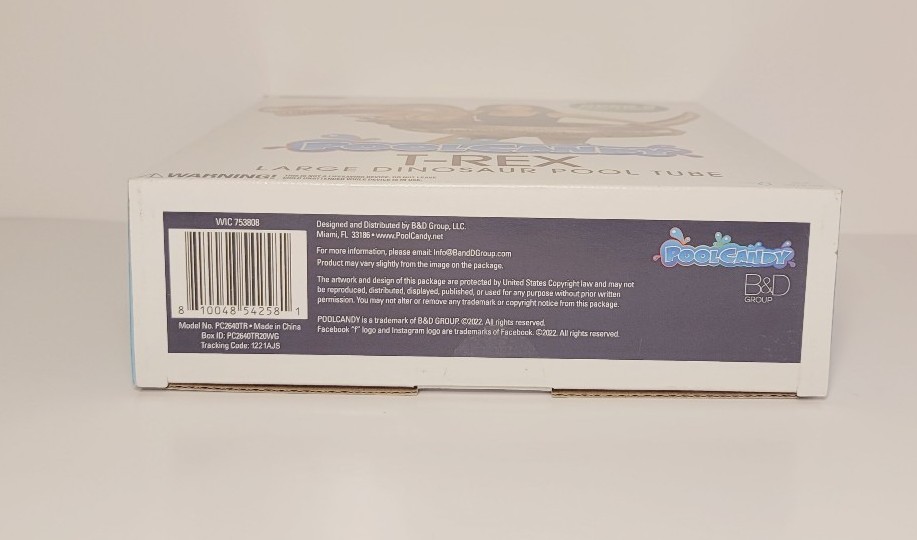 POOLCANDY
T-REX
LARGE DINOSAUR POOL TUBE
WARNING!
WIC 753808
8 10048 54258 1
Model No. PC2640TR • Made in China
Box ID: PC2640TR20WG
Tracking Code: 1221AJS
Designed and Distributed by B&D Group, LLC.
Miami, FL 33186 • www.PoolCandy.net
For more information, please email: Info@BandDGroup.com
Product may vary slightly from the image on the package.
The artwork and design of this package are protected by United States Copyright law and may not
be reproduced, distributed, displayed, published, or used for any purpose without prior written
permission. You may not alter or remove any trademark or copyright notice from this package.
POOLCANDY is a trademark of B&D GROUP. ©2022. All rights reserved.
Facebook "f" logo and Instagram logo are trademarks of Facebook. ©2022. All rights reserved.
POOLCANDY
B&D
GROUP